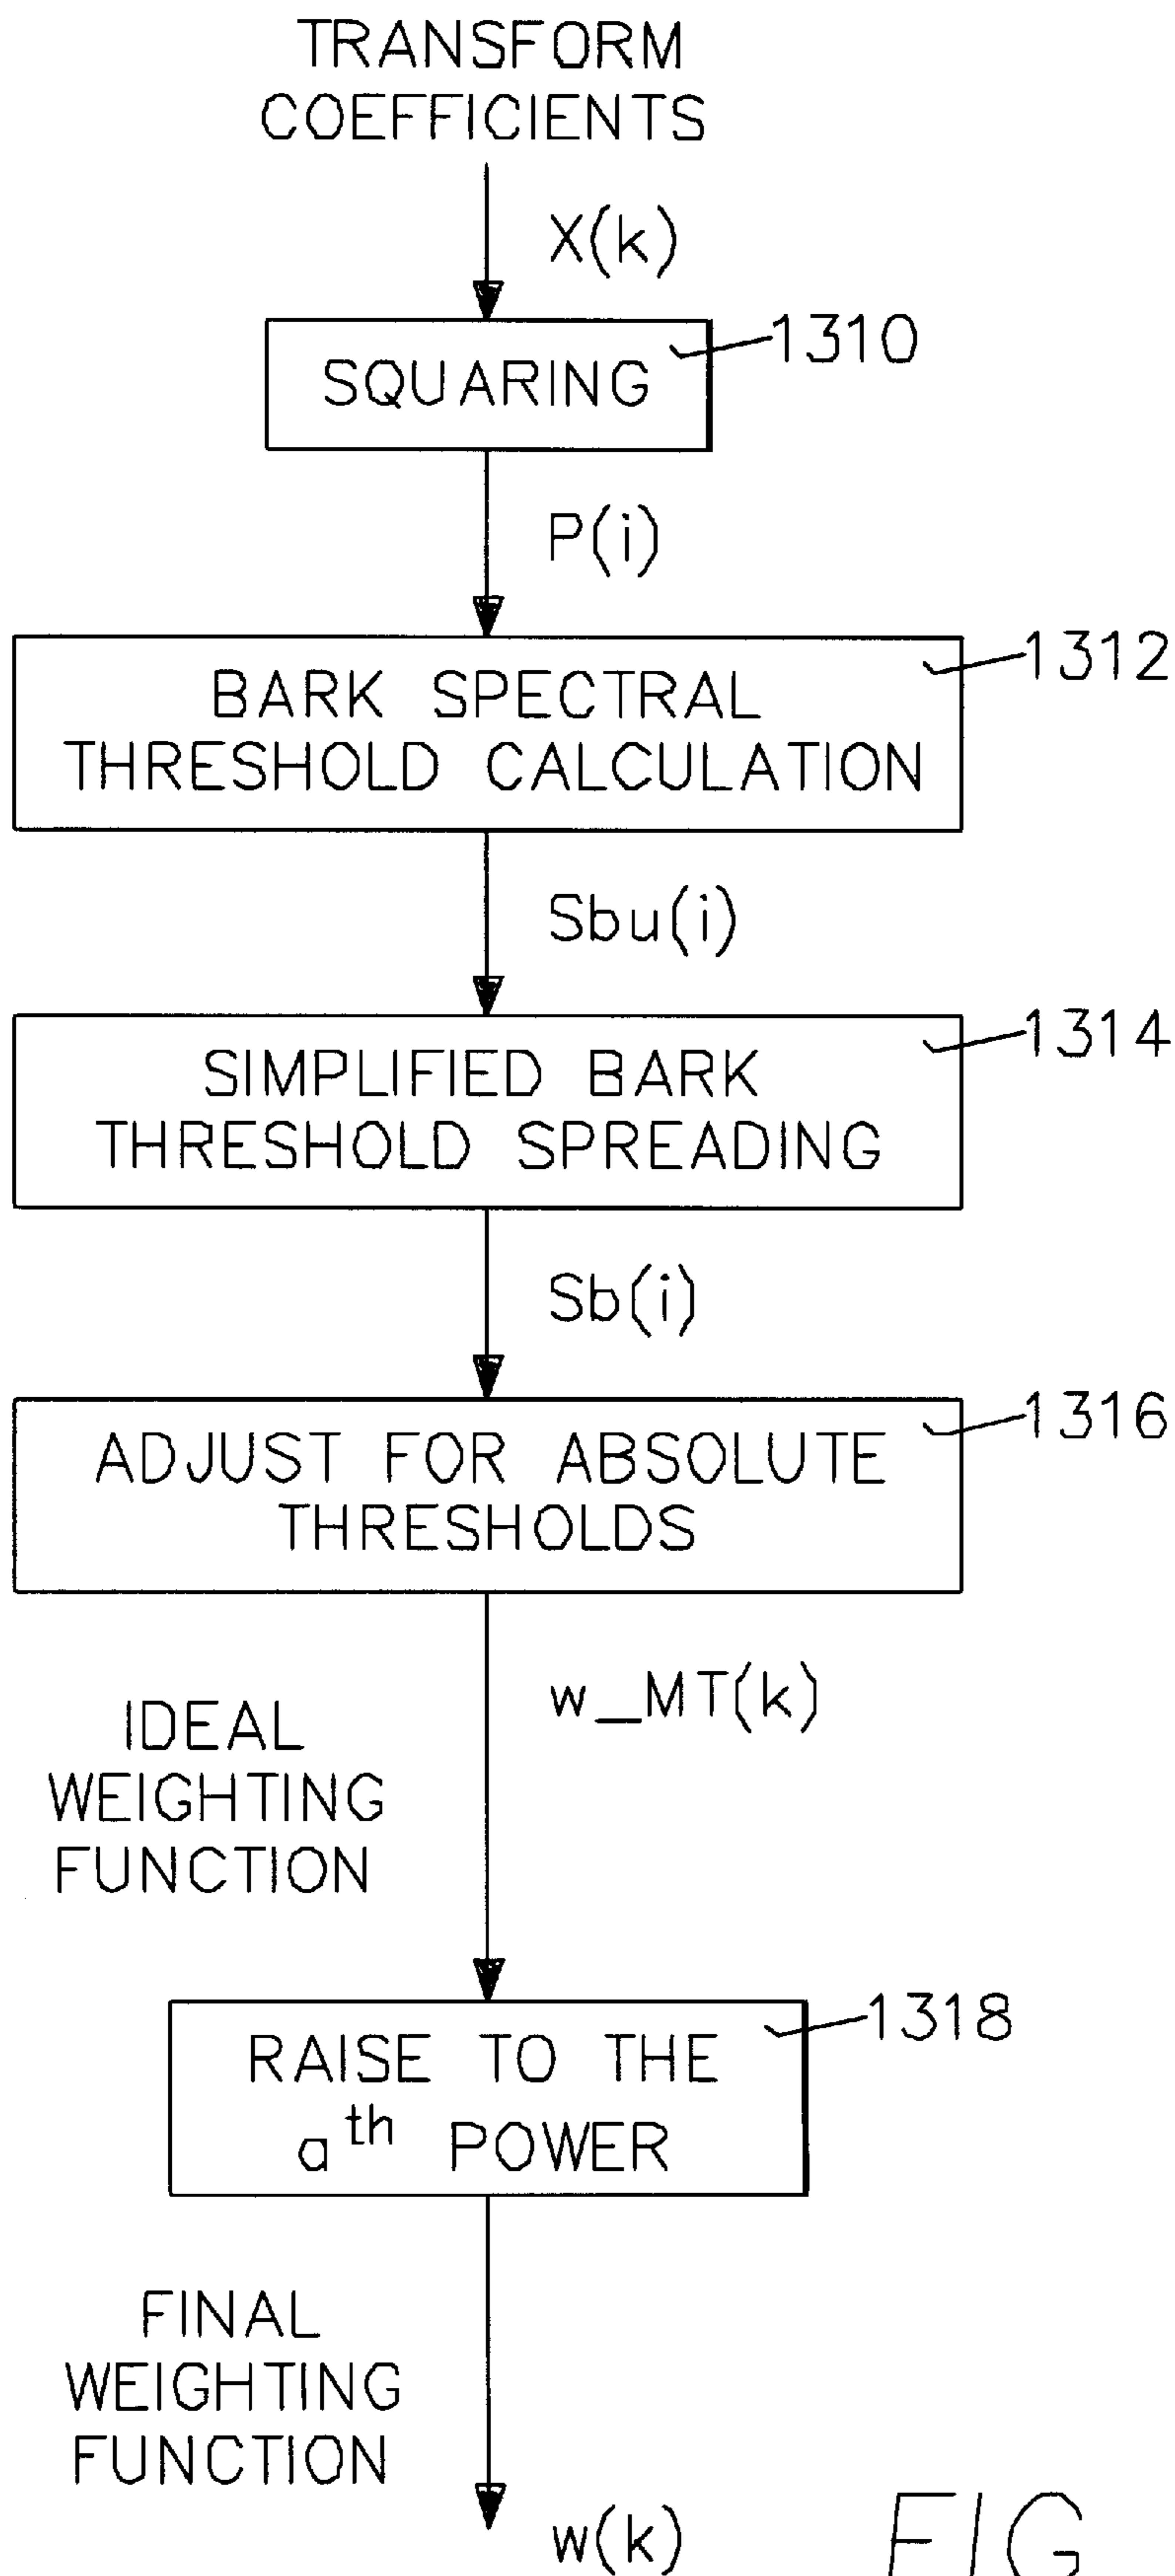 TRANSFORM
COEFFICIENTS
X(k)
1310
SQUARING
P(i)
1312
BARK SPECTRAL
THRESHOLD CALCULATION
Sbu(i)
1314
SIMPLIFIED BARK
THRESHOLD SPREADING
Sb(i)
1316
ADJUST FOR ABSOLUTE
THRESHOLDS
w_MT(k)
IDEAL
WEIGHTING
FUNCTION
1318
RAISE TO THE
a^th POWER
FINAL
WEIGHTING
FUNCTION
w(k)
FIG